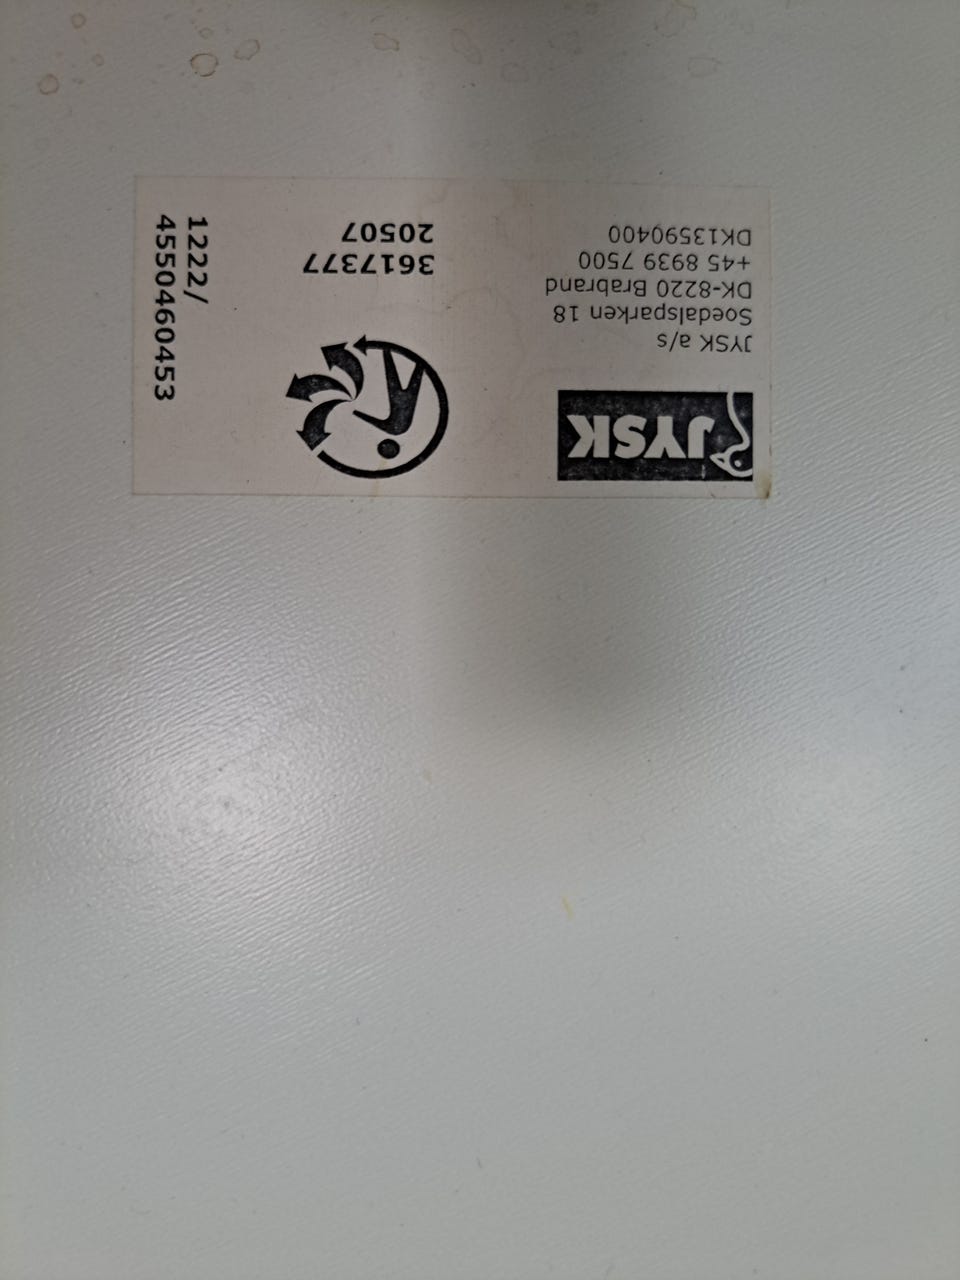 JYSK
JYSK a/s
Soedalsparken 18
DK-8220 Brabrand
+45 8939 7500
DK13590400
3617377
20507
1222/
4550460453